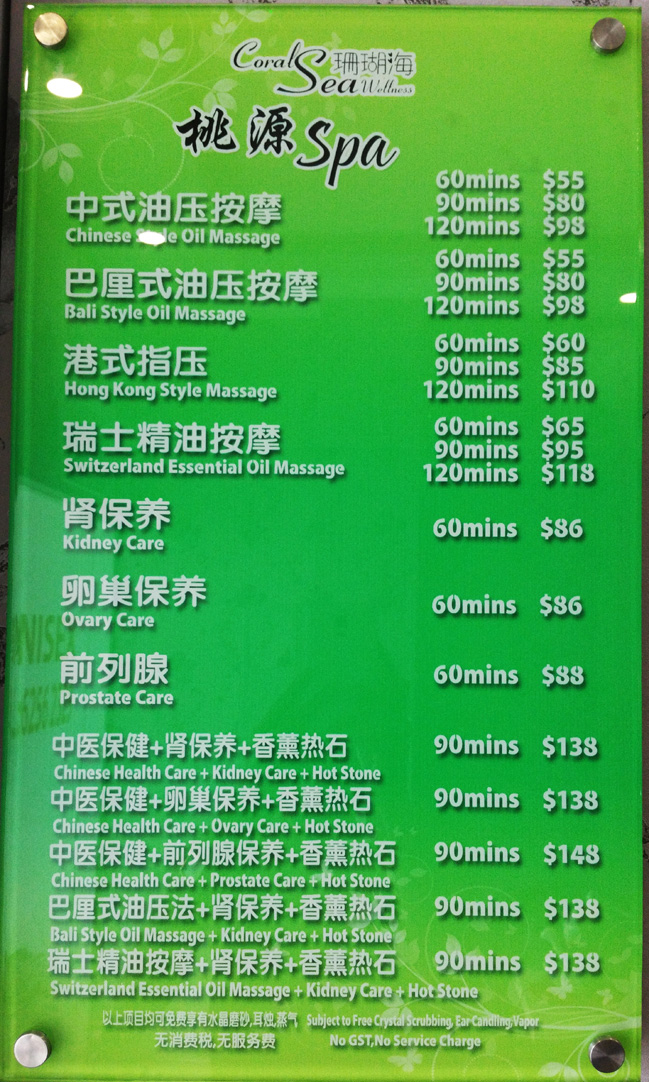 Coral Sea 珊瑚海 Wellness
桃源 Spa
中式油压按摩
Chinese Style Oil Massage
60mins $55
90mins $80
120mins $98
巴厘式油压按摩
Bali Style Oil Massage
60mins $55
90mins $80
120mins $98
港式指压
Hong Kong Style Massage
60mins $60
90mins $85
120mins $110
瑞士精油按摩
Switzerland Essential Oil Massage
60mins $65
90mins $95
120mins $118
肾保养
Kidney Care
60mins $86
卵巢保养
Ovary Care
60mins $86
前列腺
Prostate Care
60mins $88
中医保健+肾保养+香薰热石 90mins $138
Chinese Health Care + Kidney Care + Hot Stone
中医保健+卵巢保养+香薰热石 90mins $138
Chinese Health Care + Ovary Care + Hot Stone
中医保健+前列腺保养+香薰热石 90mins $148
Chinese Health Care + Prostate Care + Hot Stone
巴厘式油压法+肾保养+香薰热石 90mins $138
Bali Style Oil Massage + Kidney Care + Hot Stone
瑞士精油按摩+肾保养+香薰热石 90mins $138
Switzerland Essential Oil Massage + Kidney Care + Hot Stone
以上项目均可免费享有水晶磨砂,耳烛,蒸气 Subject to Free Crystal Scrubbing, Ear Candling,Vapor
无消费税,无服务费 No GST,No Service Charge